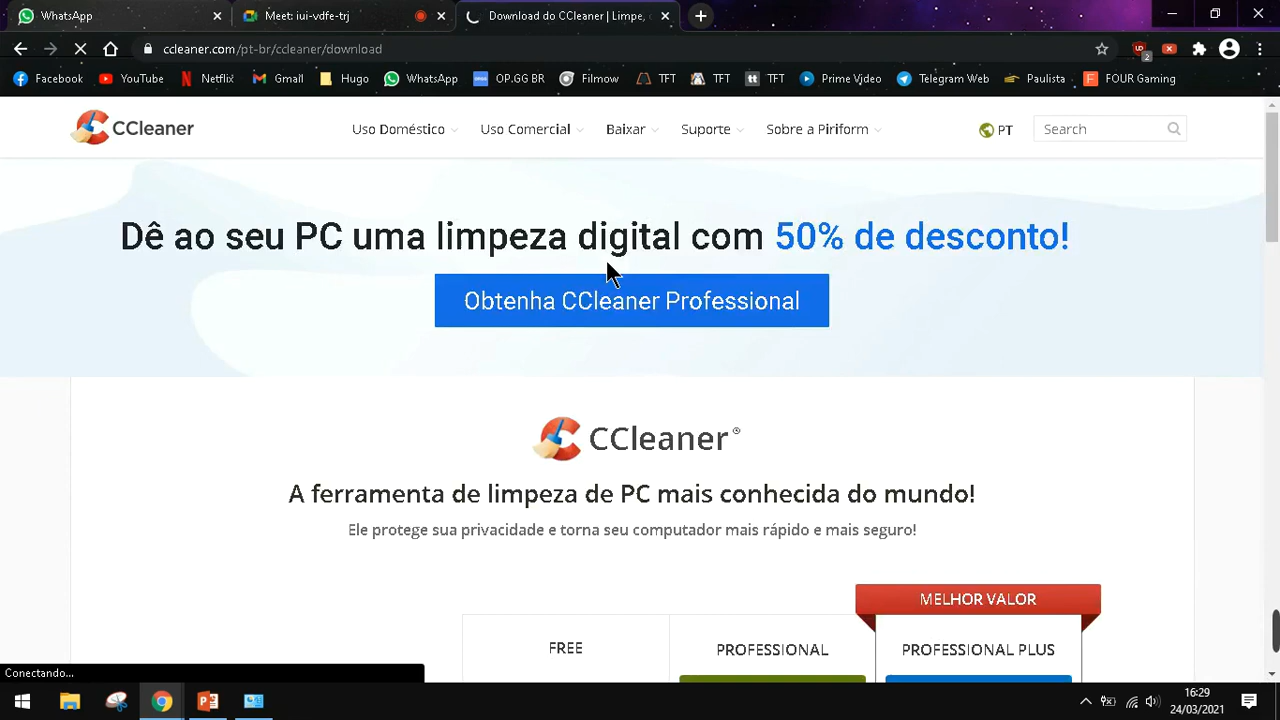 WhatsApp
Meet: iui-vdfe-trj
Download do CCleaner | Limpe,
ccleaner.com/pt-br/ccleaner/download
2
Facebook YouTube Netflix Gmail Hugo WhatsApp OP.GG BR Filmow TFT TFT TFT Prime Video Telegram Web Paulista FOUR Gaming
CCleaner Uso Doméstico Uso Comercial Baixar Suporte Sobre a Piriform PT Search
Dê ao seu PC uma limpeza digital com 50% de desconto!
Obtenha CCleaner Professional
CCleaner®
A ferramenta de limpeza de PC mais conhecida do mundo!
Ele protege sua privacidade e torna seu computador mais rápido e mais seguro!
MELHOR VALOR
FREE PROFESSIONAL PROFESSIONAL PLUS
Conectando...
16:29
24/03/2021